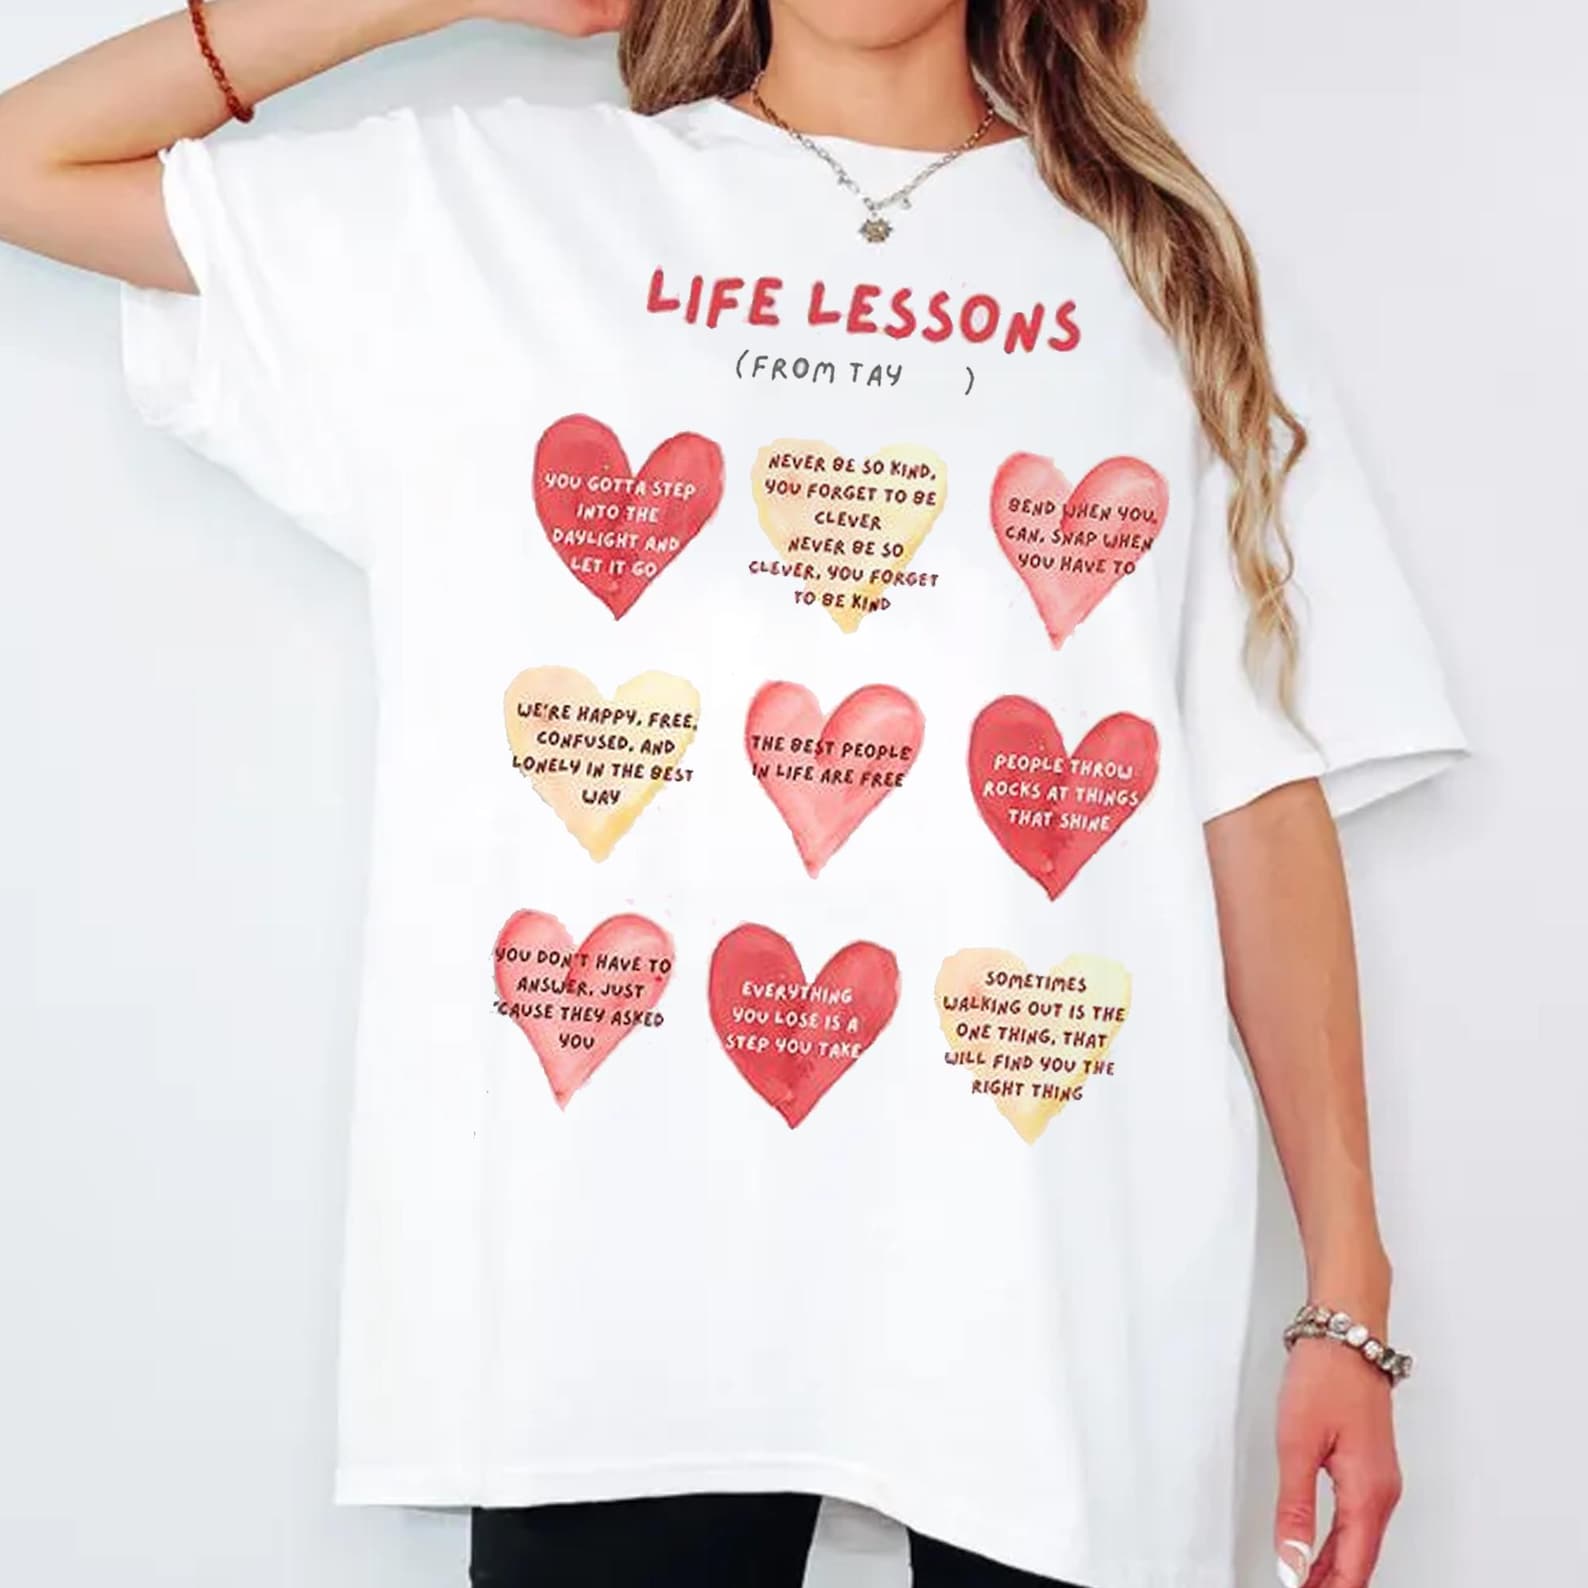 LIFE LESSONS
(FROM TAY )
YOU GOTTA STEP
INTO THE
DAYLIGHT AND
LET IT GO
NEVER BE SO KIND,
YOU FORGET TO BE
CLEVER
NEVER BE SO
CLEVER, YOU FORGET
TO BE KIND
BEND WHEN YOU,
CAN, SNAP WHEN
YOU HAVE TO
WE'RE HAPPY, FREE,
CONFUSED, AND
LONELY IN THE BEST
WAY
THE BEST PEOPLE
IN LIFE ARE FREE
PEOPLE THROW
ROCKS AT THINGS
THAT SHINE
YOU DON'T HAVE TO
ANSWER, JUST
'CAUSE THEY ASKED
YOU
EVERYTHING
YOU LOSE IS A
STEP YOU TAKE
SOMETIMES
WALKING OUT IS THE
ONE THING, THAT
WILL FIND YOU THE
RIGHT THING